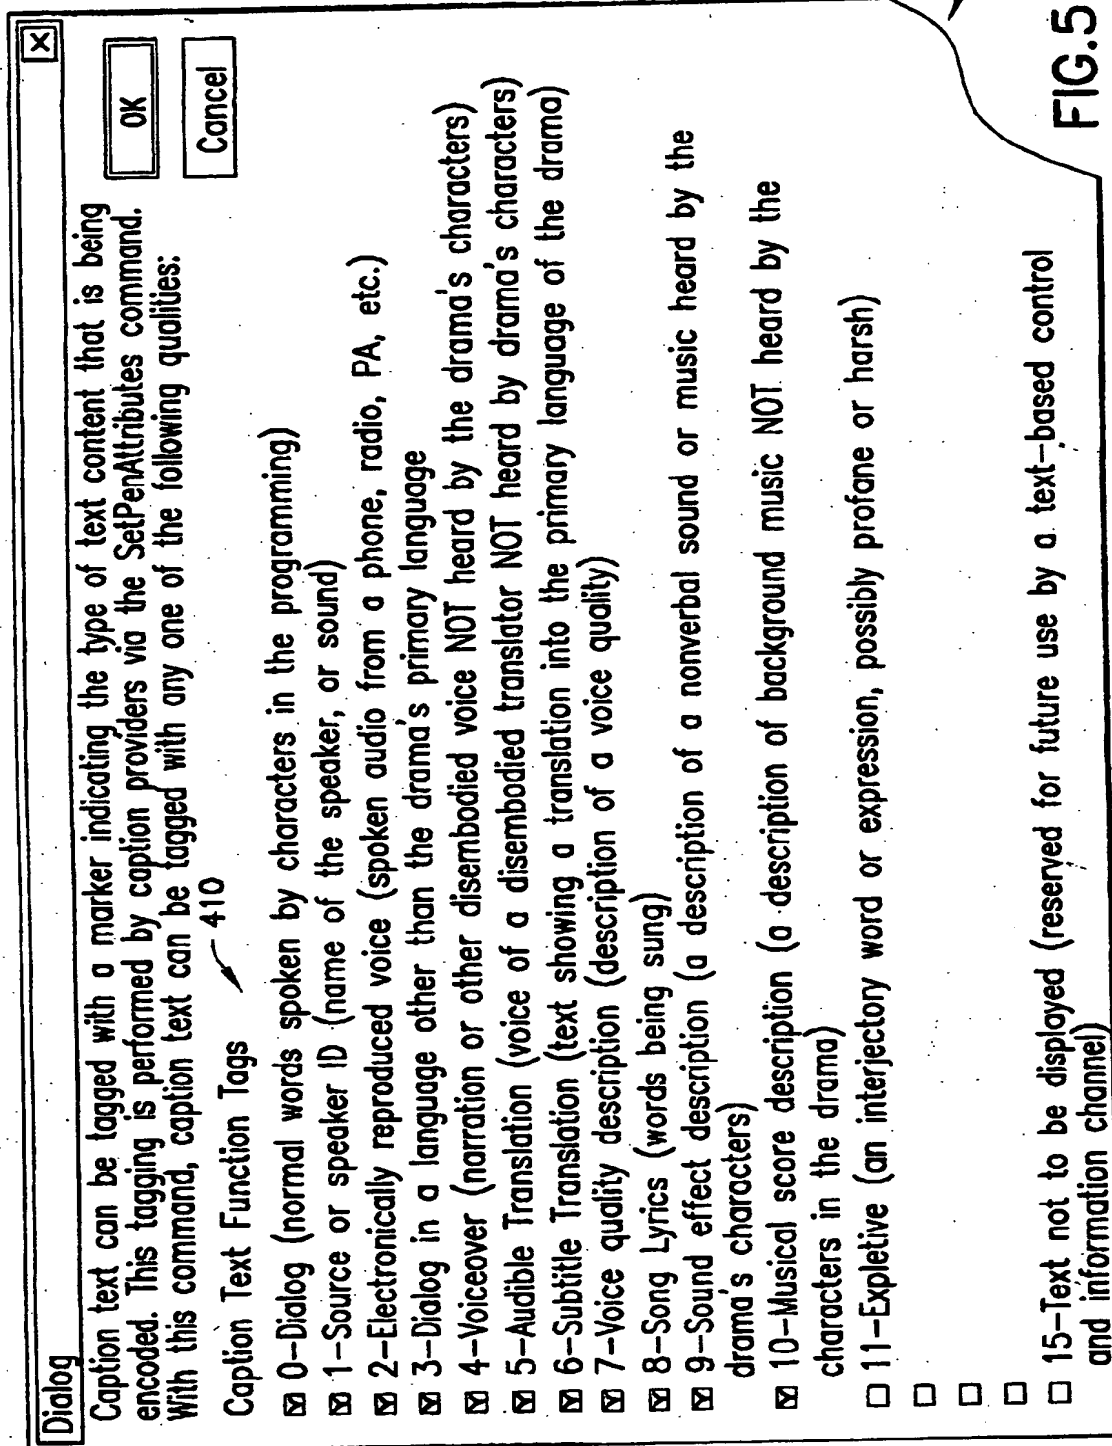 Dialog
Caption text can be tagged with a marker indicating the type of text content that is being
encoded. This tagging is performed by caption providers via the SetPenAttributes command.
With this command, caption text can be tagged with any one of the following qualities:
OK
Cancel
Caption Text Function Tags
410
0-Dialog (normal words spoken by characters in the programming)
1-Source or speaker ID (name of the speaker, or sound)
2-Electronically reproduced voice (spoken audio from a phone, radio, PA, etc.)
3-Dialog in a language other than the drama's primary language
4-Voiceover (narration or other disembodied voice NOT heard by the drama's characters)
5-Audible Translation (voice of a disembodied translator NOT heard by drama's characters)
6-Subtitle Translation (text showing a translation into the primary language of the drama)
7-Voice quality description (description of a voice quality)
8-Song Lyrics (words being sung)
9-Sound effect description (a description of a nonverbal sound or music heard by the
drama's characters)
10-Musical score description (a description of background music NOT heard by the
characters in the drama)
11-Expletive (an interjectory word or expression, possibly profane or harsh)
15-Text not to be displayed (reserved for future use by a text-based control
and information channel)
FIG.5